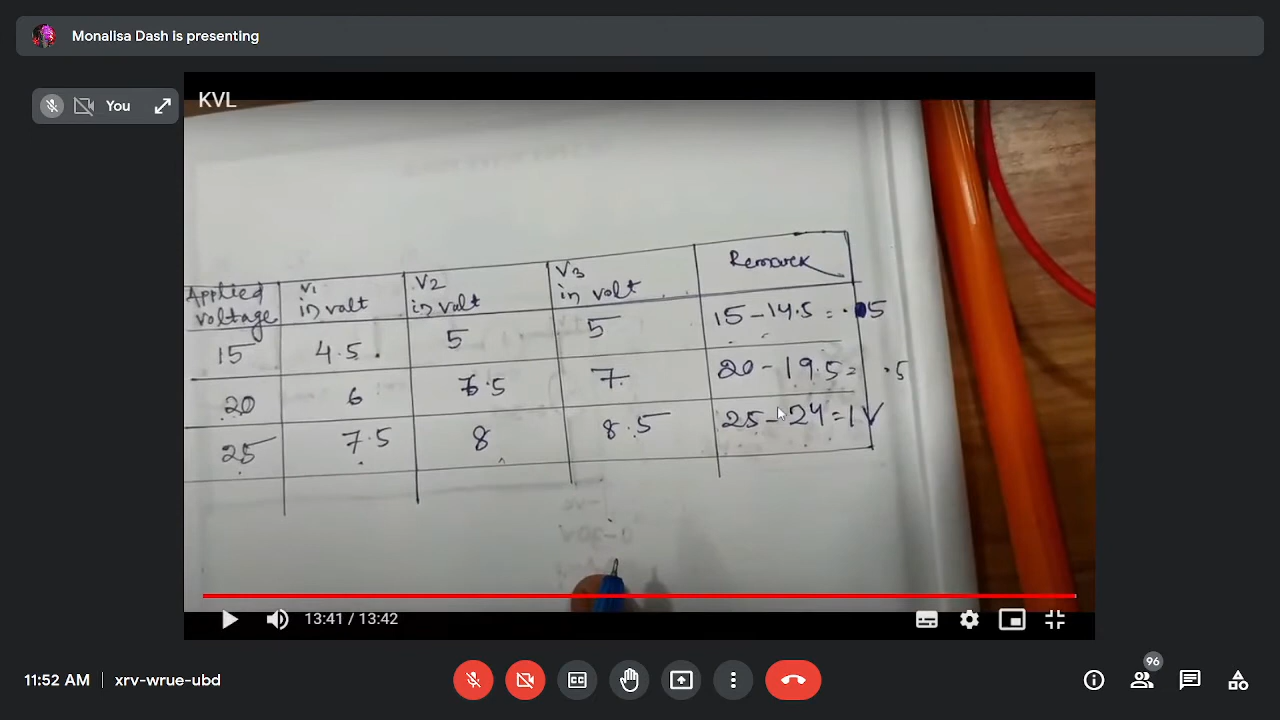 Monalisa Dash is presenting
You
KVL
Applied voltage V1 in volt V2 in volt V3 in volt Remark
15 4.5 5 5 15-14.5=.5
20 6 6.5 7 20-19.5= .5
25 7.5 8 8.5 25-24=1V
13:41 / 13:42
96
11:52 AM | xrv-wrue-ubd